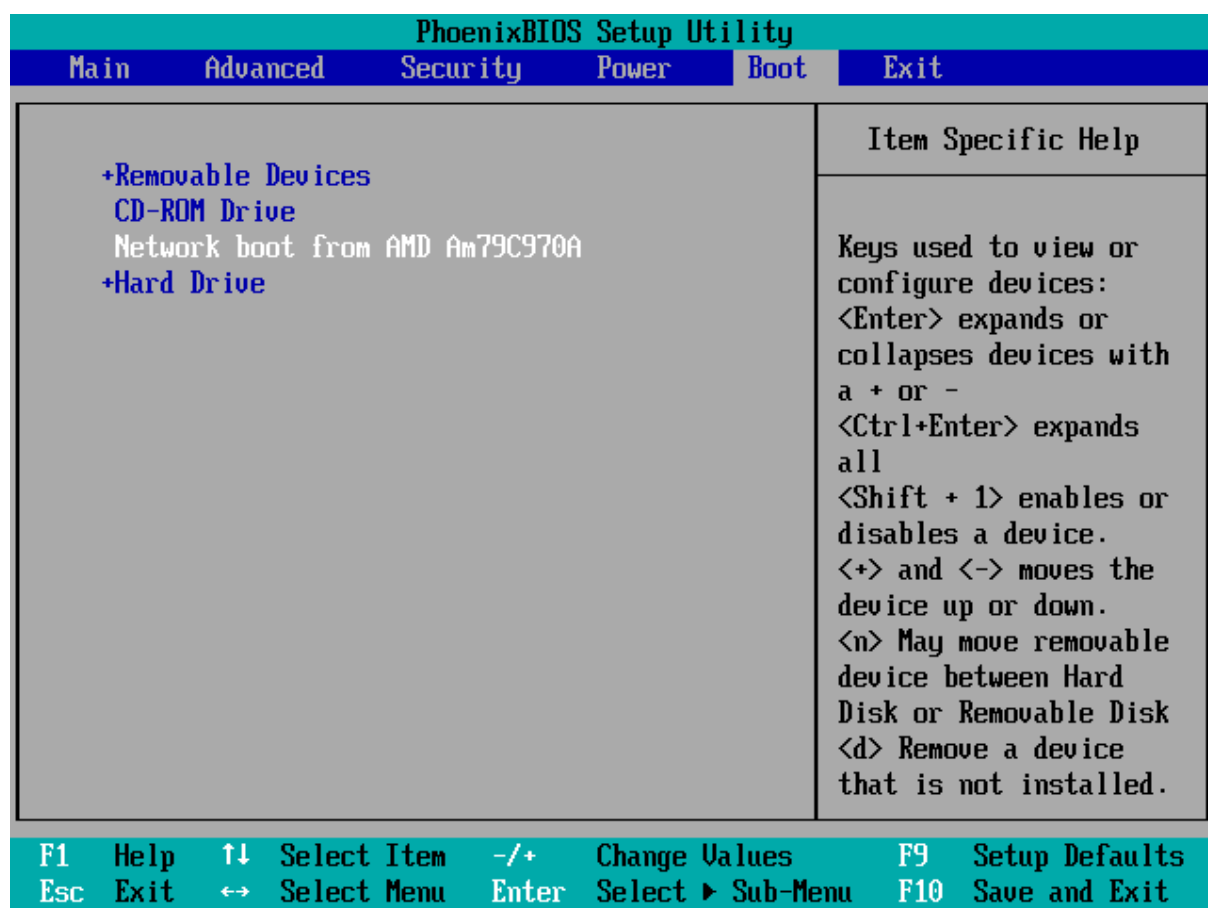 PhoenixBIOS Setup Utility
Main Advanced Security Power Boot Exit
+Removable Devices
CD-ROM Drive
Network boot from AMD Am79C970A
+Hard Drive
Item Specific Help
Keys used to view or
configure devices:
<Enter> expands or
collapses devices with
a + or -
<Ctrl+Enter> expands
all
<Shift + 1> enables or
disables a device.
<+> and <-> moves the
device up or down.
<n> May move removable
device between Hard
Disk or Removable Disk
<d> Remove a device
that is not installed.
F1 Help ↑↓ Select Item -/+ Change Values F9 Setup Defaults
Esc Exit ↔ Select Menu Enter Select ▶ Sub-Menu F10 Save and Exit